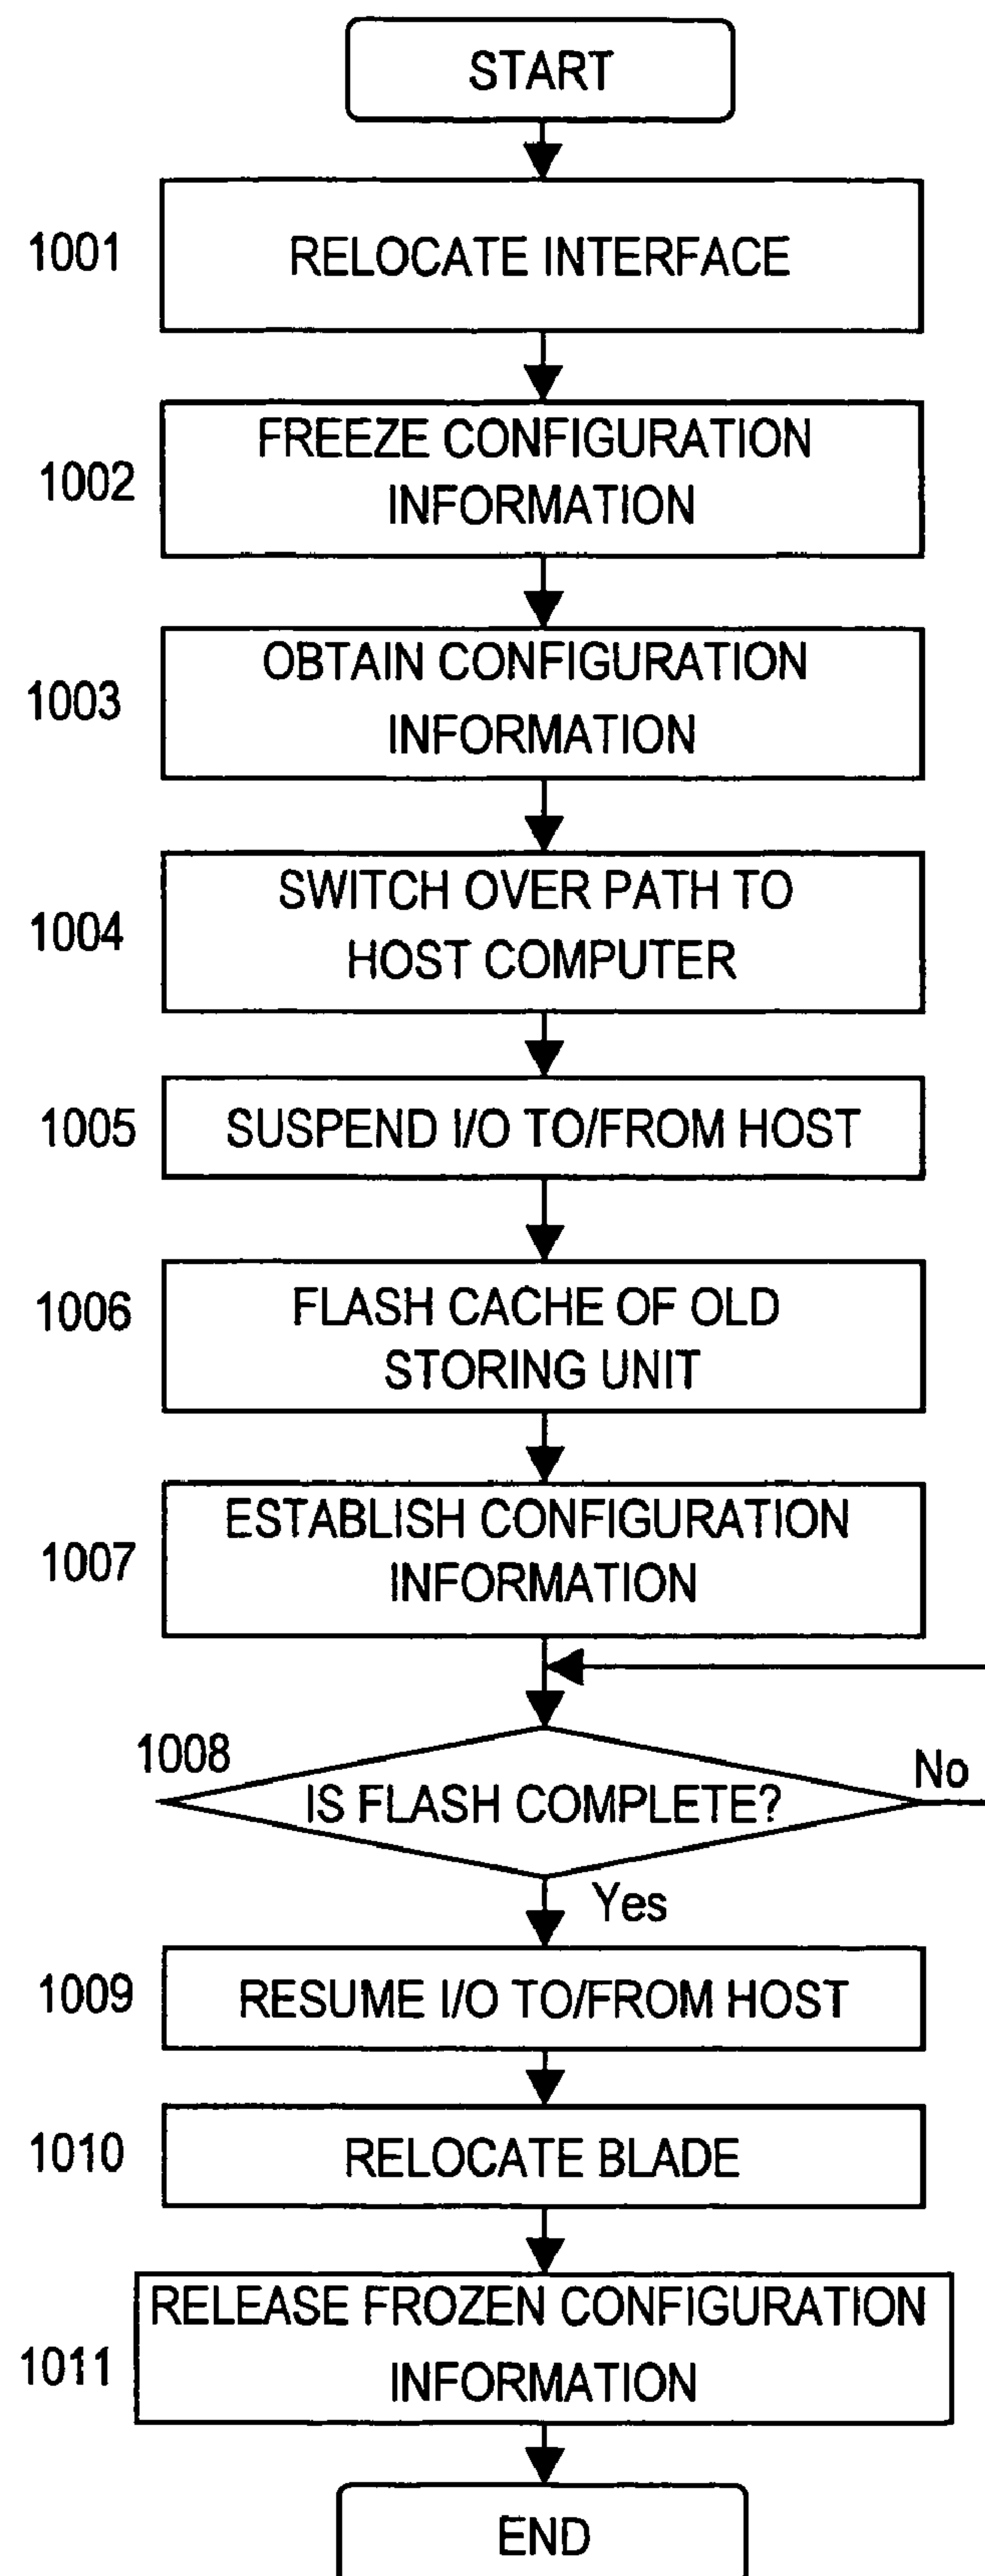 START
1001
RELOCATE INTERFACE
1002
FREEZE CONFIGURATION
INFORMATION
1003
OBTAIN CONFIGURATION
INFORMATION
1004
SWITCH OVER PATH TO
HOST COMPUTER
1005
SUSPEND I/O TO/FROM HOST
1006
FLASH CACHE OF OLD
STORING UNIT
1007
ESTABLISH CONFIGURATION
INFORMATION
1008
IS FLASH COMPLETE?
No
Yes
1009
RESUME I/O TO/FROM HOST
1010
RELOCATE BLADE
1011
RELEASE FROZEN CONFIGURATION
INFORMATION
END